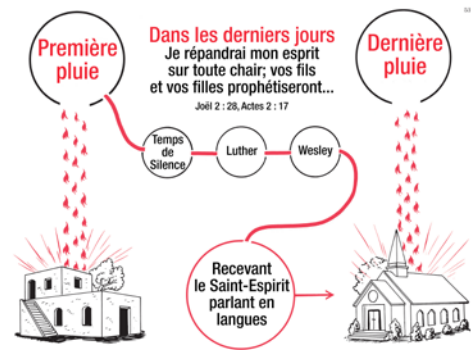 Première
pluie
Dans les derniers jours
Je répandrai mon esprit
sur toute chair; vos fils
et vos filles prophétiseront...
Joël 2 : 28, Actes 2 : 17
Dernière
pluie
Temps
de
Silence
Luther
Wesley
Recevant
le Saint-Espirit
parlant en
langues